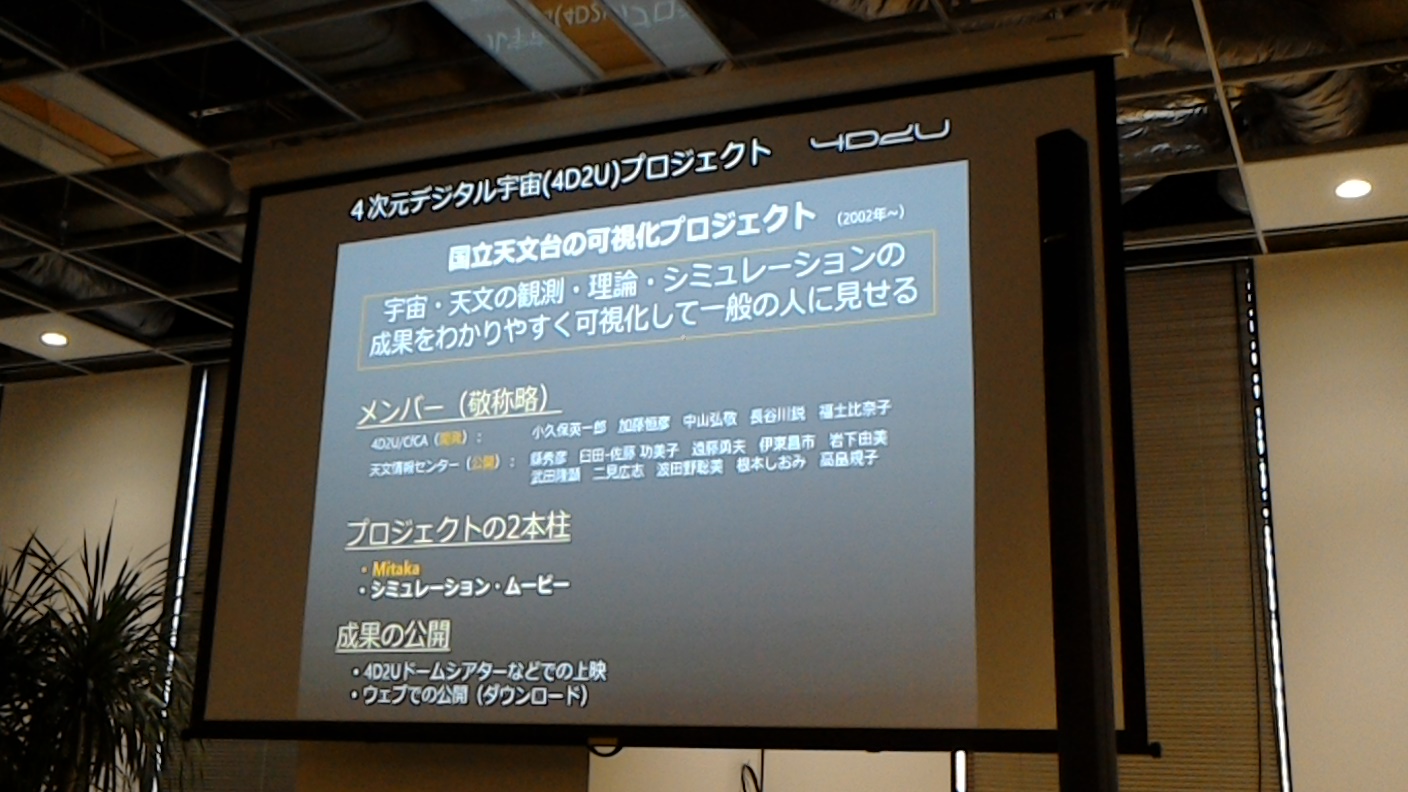 4次元デジタル宇宙(4D2U)プロジェクト
4D2U
国立天文台の可視化プロジェクト (2002年~)
宇宙・天文の観測・理論・シミュレーションの
成果をわかりやすく可視化して一般の人に見せる
メンバー（敬称略）
4D2U/CfCA（開発）： 小久保英一郎 加藤恒彦 中山弘敬 長谷川鋭 福士比奈子
天文情報センター（公開）： 縣秀彦 臼田-佐藤 功美子 遠藤勇夫 伊東昌市 岩下由美
武田隆顕 二見広志 波田野聡美 根本しおみ 高畠規子
プロジェクトの2本柱
・Mitaka
・シミュレーション・ムービー
成果の公開
・4D2Uドームシアターなどでの上映
・ウェブでの公開（ダウンロード）